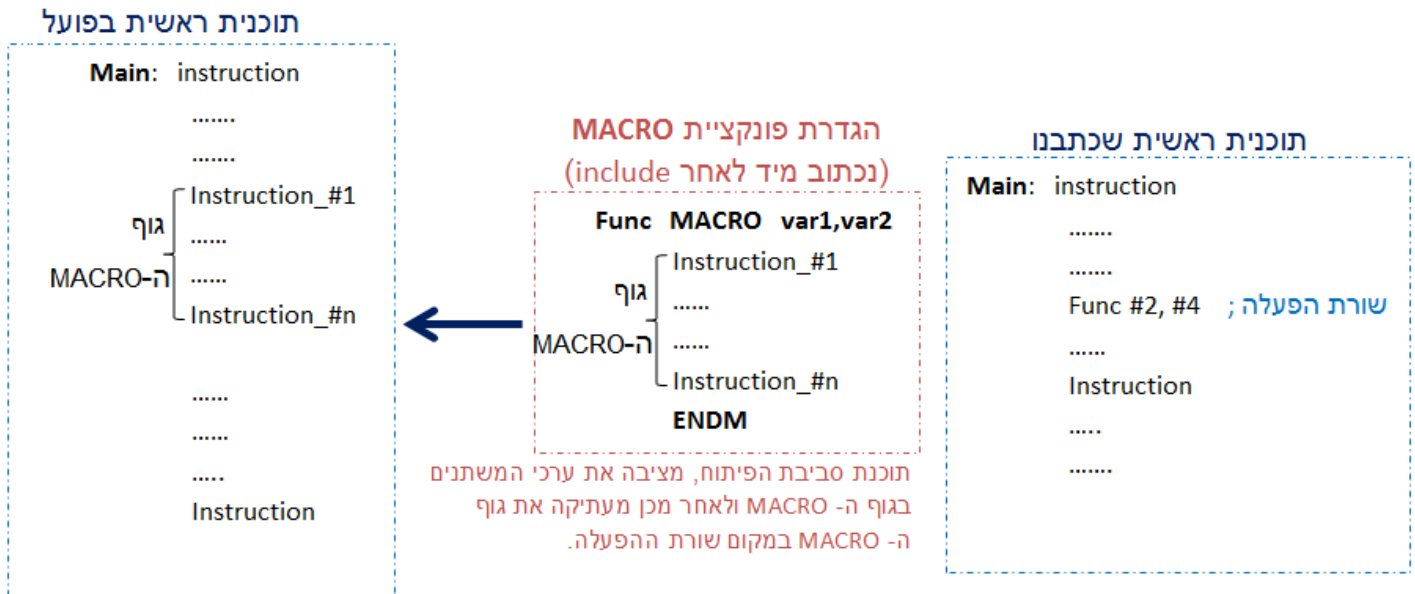 תוכנית ראשית שכתבנו
Main: instruction
…….
…….
Func #2, #4 ; שורת הפעלה
……
Instruction
…..
…….
הגדרת פונקציית MACRO
(נכתוב מיד לאחר include)
Func MACRO var1,var2
Instruction_#1
……
……
Instruction_#n
גוף
ה-MACRO
ENDM
תוכנת סביבת הפיתוח, מציבה את ערכי המשתנים
בגוף ה- MACRO ולאחר מכן מעתיקה את גוף
ה- MACRO במקום שורת ההפעלה.
תוכנית ראשית בפועל
Main: instruction
…….
…….
Instruction_#1
……
……
Instruction_#n
גוף
ה-MACRO
……
……
…..
Instruction